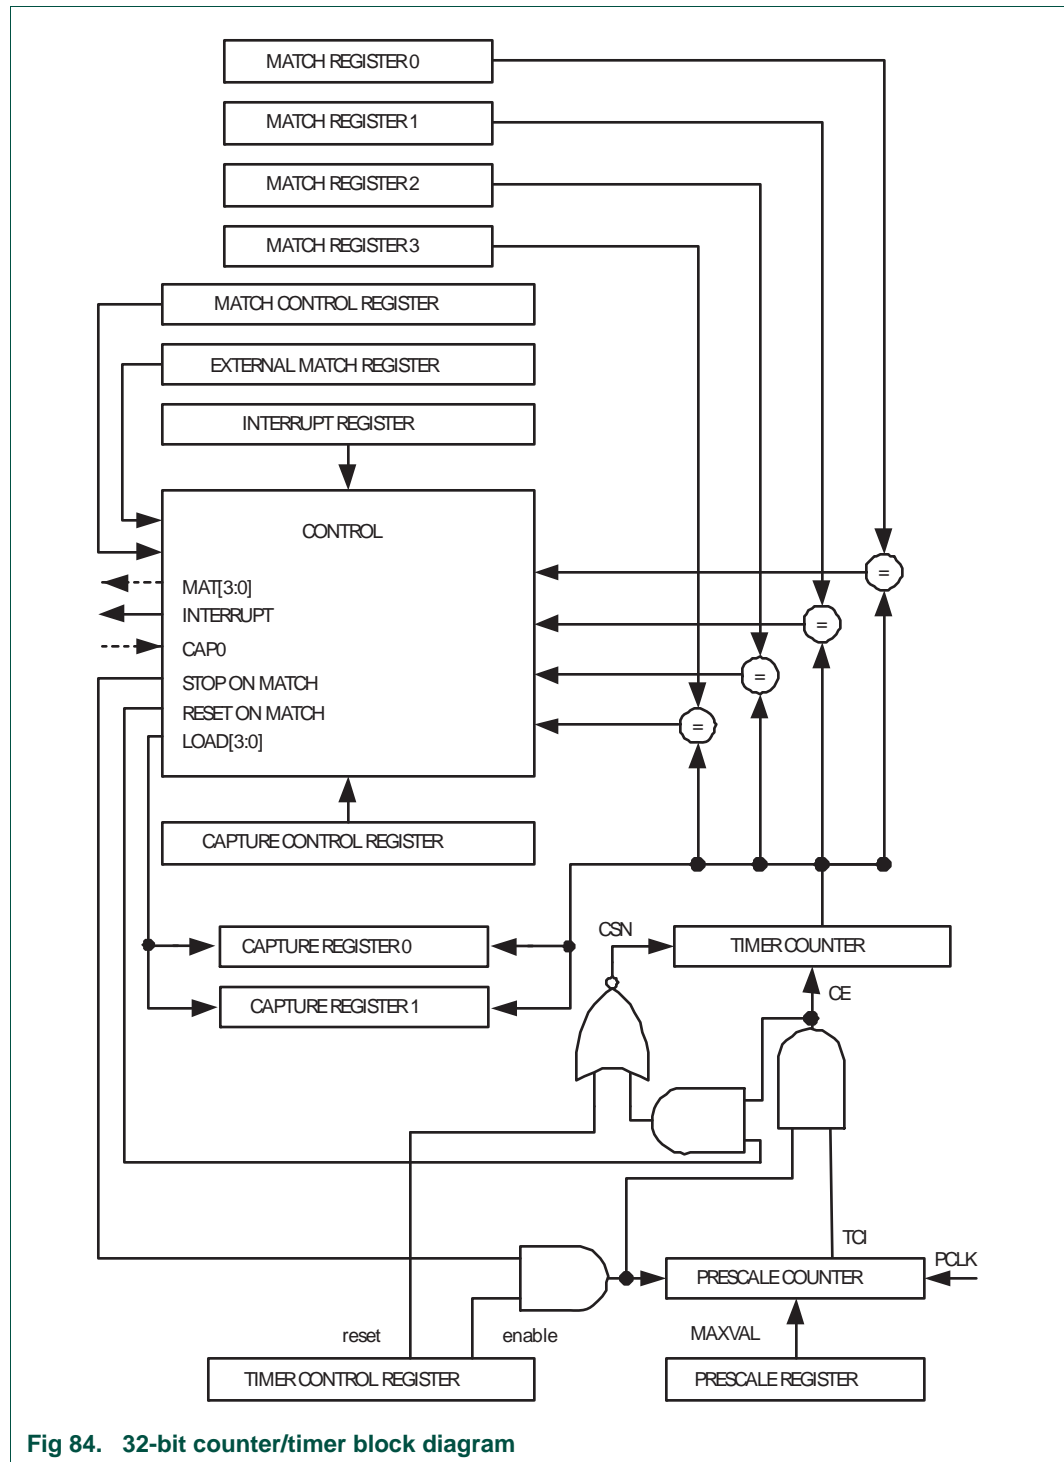 MATCH REGISTER 0
MATCH REGISTER 1
MATCH REGISTER 2
MATCH REGISTER 3
MATCH CONTROL REGISTER
EXTERNAL MATCH REGISTER
INTERRUPT REGISTER
CONTROL
=
MAT[3:0]
INTERRUPT
=
CAP0
=
STOP ON MATCH
RESET ON MATCH
=
LOAD[3:0]
CAPTURE CONTROL REGISTER
CSN
CAPTURE REGISTER 0
TIMER COUNTER
CE
CAPTURE REGISTER 1
TCI
PCLK
PRESCALE COUNTER
reset
enable
MAXVAL
TIMER CONTROL REGISTER
PRESCALE REGISTER
Fig 84. 32-bit counter/timer block diagram